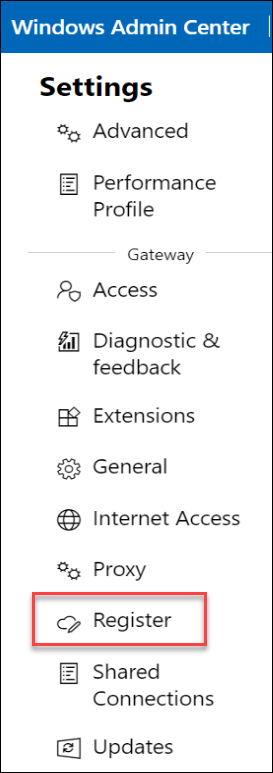 Windows Admin Center
Settings
Advanced
Performance
Profile
Gateway
Access
Diagnostic &
feedback
Extensions
General
Internet Access
Proxy
Register
Shared
Connections
Updates